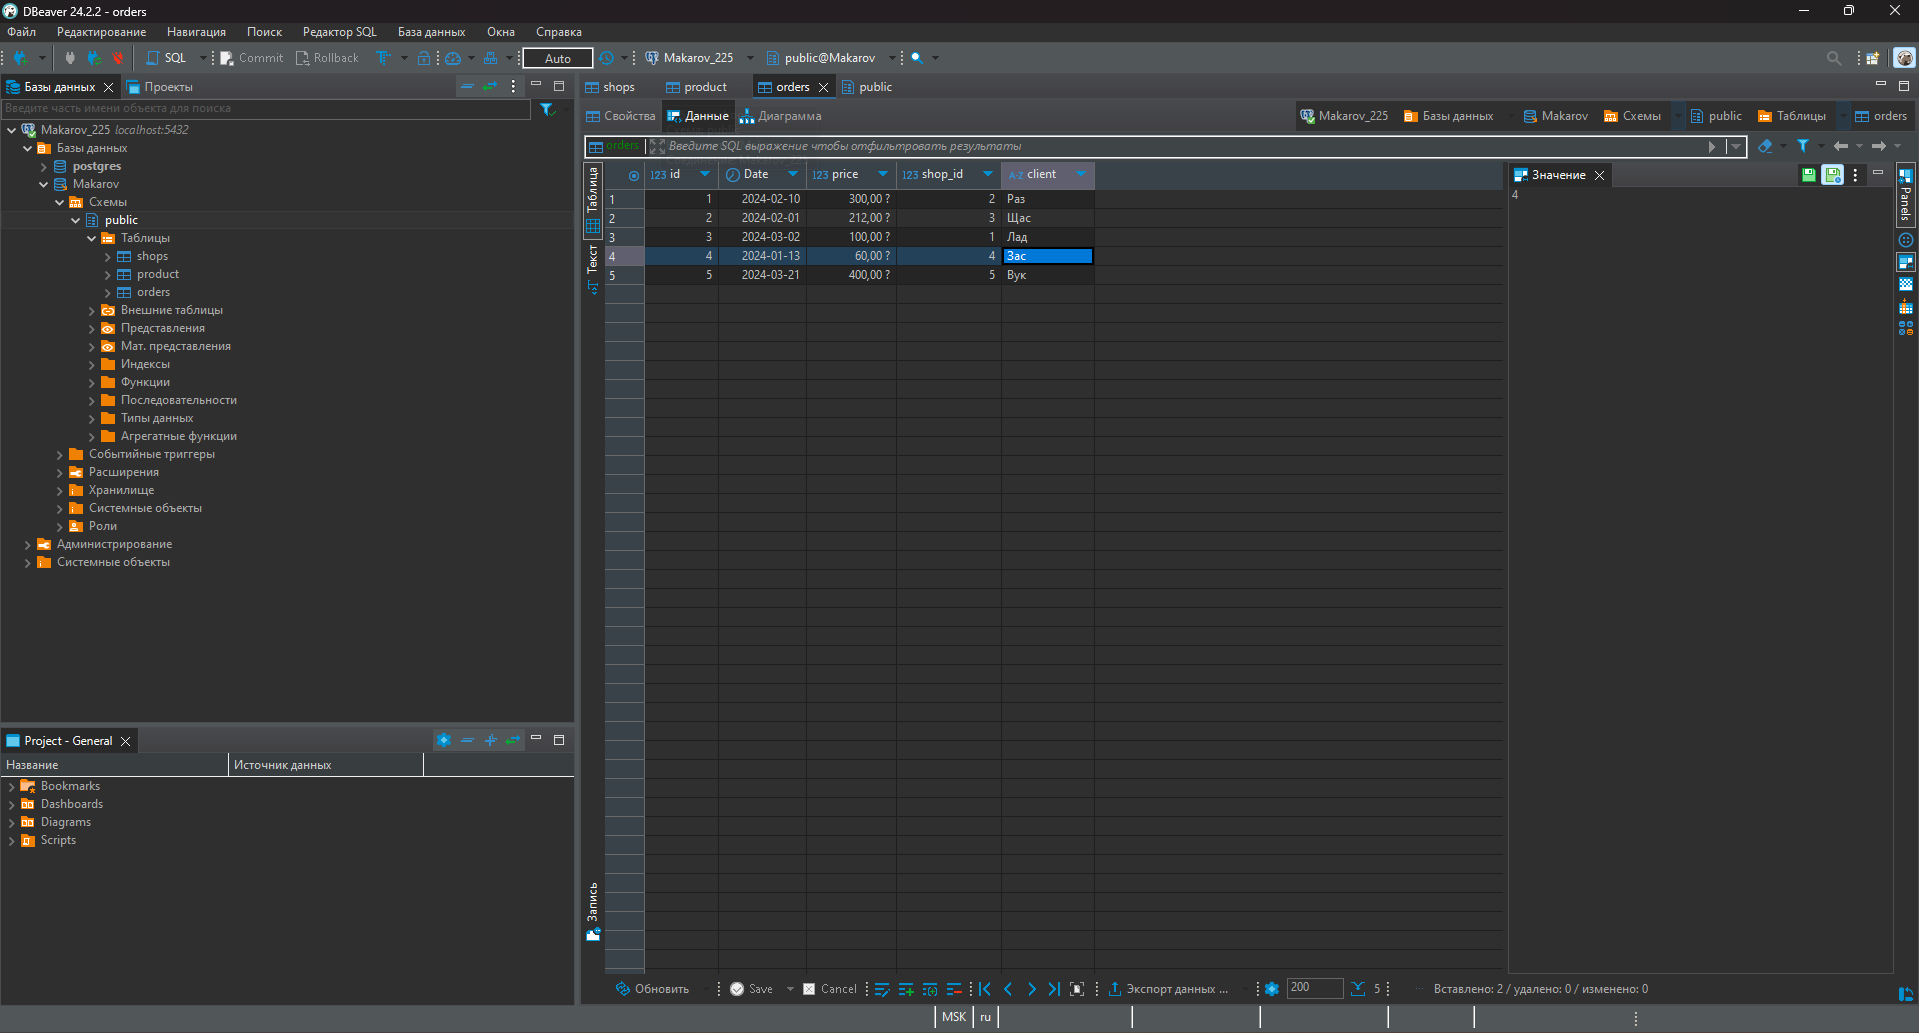 DBeaver 24.2.2 - orders
Файл Редактирование Навигация Поиск Редактор SQL База данных Окна Справка
SQL Commit Rollback Auto Makarov_225 public@Makarov
Базы данных Проекты
Введите часть имени объекта для поиска
Makarov_225 localhost:5432
Базы данных
postgres
Makarov
Схемы
public
Таблицы
shops
product
orders
Внешние таблицы
Представления
Мат. представления
Индексы
Функции
Последовательности
Типы данных
Агрегатные функции
Событийные триггеры
Расширения
Хранилище
Системные объекты
Роли
Администрирование
Системные объекты
Project - General
Название Источник данных
Bookmarks
Dashboards
Diagrams
Scripts
shops product orders public
Свойства Данные Диаграмма
Makarov_225 Базы данных Makarov Схемы public Таблицы orders
orders Введите SQL выражение чтобы отфильтровать результаты
Таблица
Текст
Запись
123 id Date 123 price 123 shop_id A-Z client
1 1 2024-02-10 300,00 ? 2 Раз
2 2 2024-02-01 212,00 ? 3 Щас
3 3 2024-03-02 100,00 ? 1 Лад
4 4 2024-01-13 60,00 ? 4 Зас
5 5 2024-03-21 400,00 ? 5 Вук
Значение
4
Panels
Обновить Save Cancel Экспорт данных ... 200 5 Вставлено: 2 / удалено: 0 / изменено: 0
MSK ru